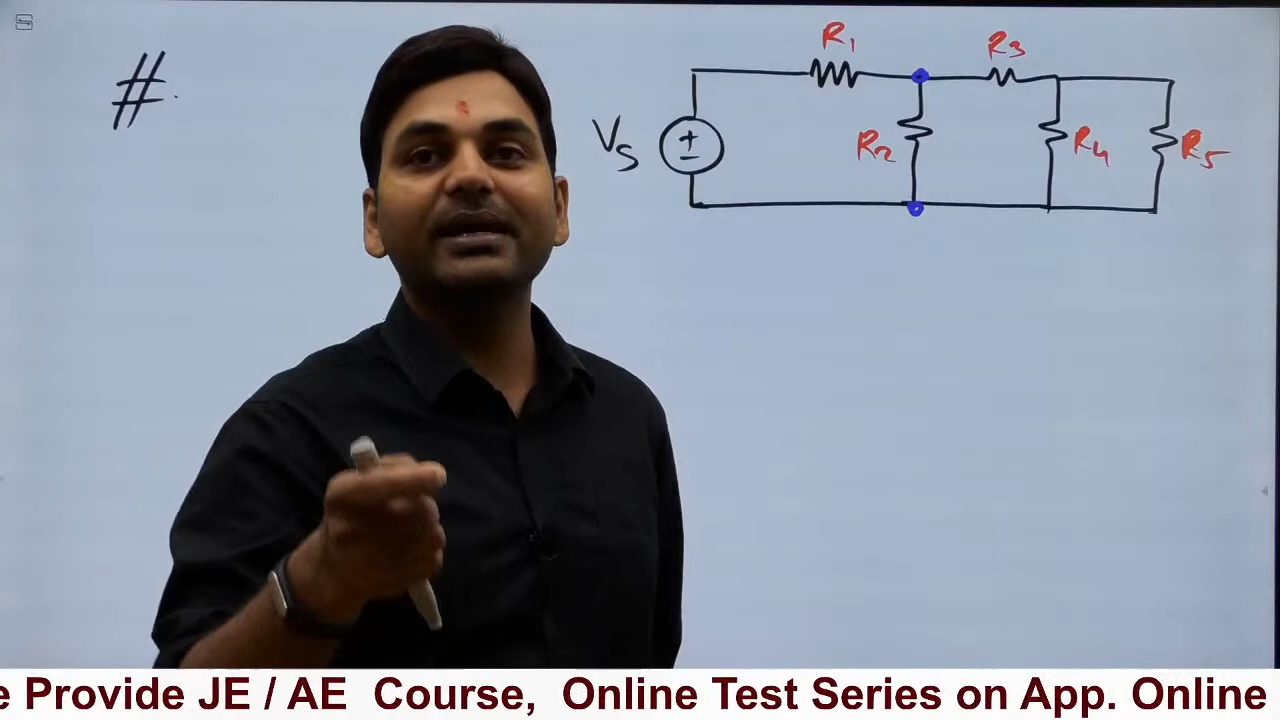 #.
R1
R3
VS
+
−
R2
R4
R5
e Provide JE / AE Course, Online Test Series on App. Online